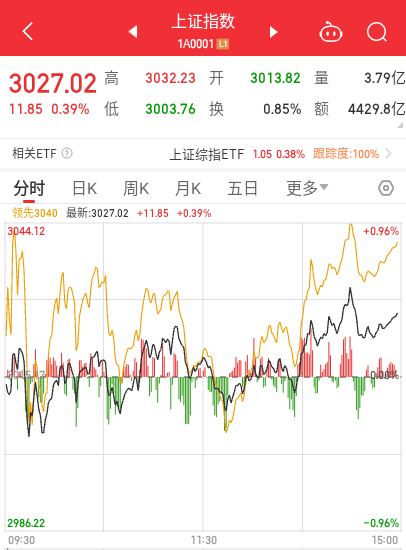 上证指数
1A0001 L1
3027.02 高 3032.23 开 3013.82 量 3.79亿
11.85 0.39% 低 3003.76 换 0.85% 额 4429.8亿
相关ETF ? 上证综指ETF 1.05 0.38% 跟踪度:100%
分时 日K 周K 月K 五日 更多
领先3040 最新:3027.02 +11.85 +0.39%
3044.12 +0.96%
0.00%
2986.22 -0.96%
09:30 11:30 15:00